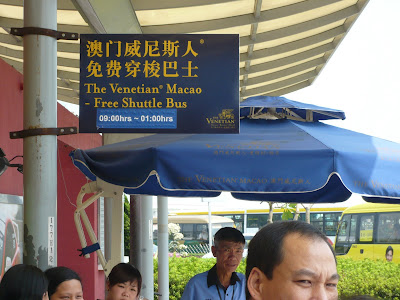 澳门威尼斯人®
免费穿梭巴士
The Venetian® Macao
- Free Shuttle Bus
09:00hrs ~ 01:00hrs
VENETIAN